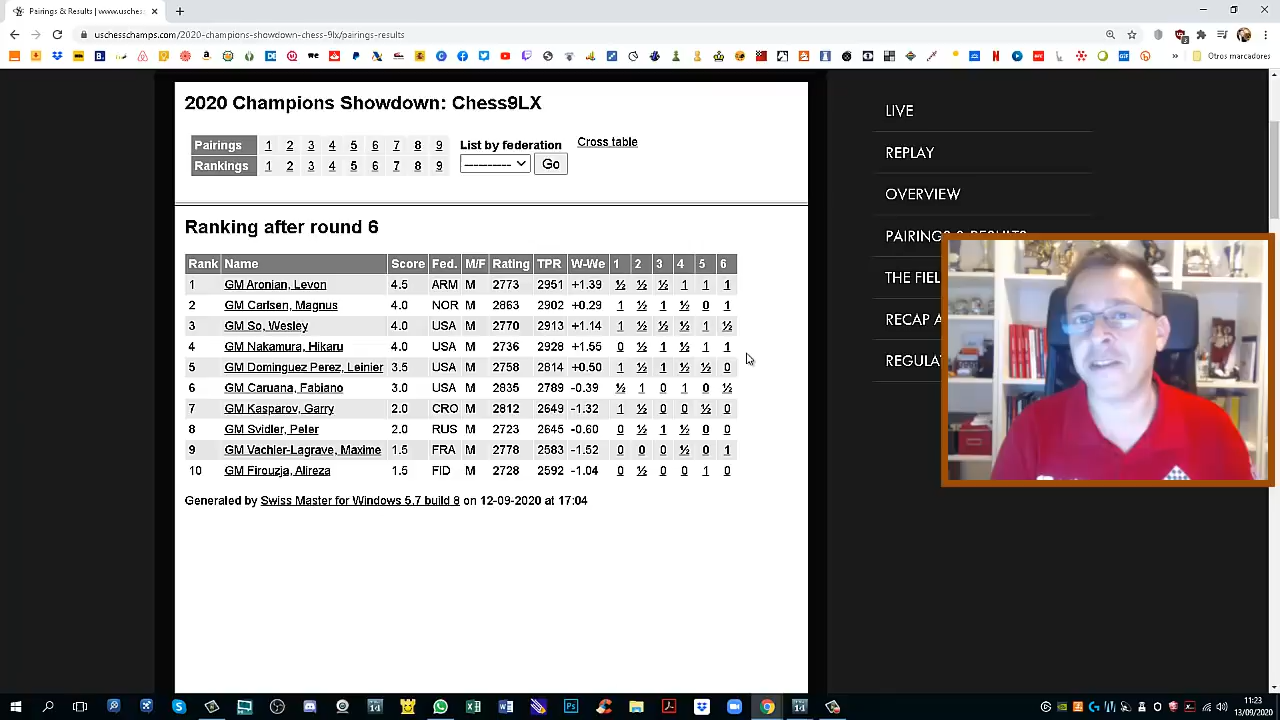 Pairings & Results | www.uschess
uschesschamps.com/2020-champions-showdown-chess-9lx/pairings-results
Otros marcadores
2020 Champions Showdown: Chess9LX
Pairings 1 2 3 4 5 6 7 8 9
Rankings 1 2 3 4 5 6 7 8 9
List by federation
---------- Go
Cross table
Ranking after round 6
Rank Name Score Fed. M/F Rating TPR W-We 1 2 3 4 5 6
1 GM Aronian, Levon 4.5 ARM M 2773 2951 +1.39 ½ ½ ½ 1 1 1
2 GM Carlsen, Magnus 4.0 NOR M 2863 2902 +0.29 1 ½ 1 ½ 0 1
3 GM So, Wesley 4.0 USA M 2770 2913 +1.14 1 ½ ½ ½ 1 ½
4 GM Nakamura, Hikaru 4.0 USA M 2736 2928 +1.55 0 ½ 1 ½ 1 1
5 GM Dominguez Perez, Leinier 3.5 USA M 2758 2814 +0.50 1 ½ 1 ½ ½ 0
6 GM Caruana, Fabiano 3.0 USA M 2835 2789 -0.39 ½ 1 0 1 0 ½
7 GM Kasparov, Garry 2.0 CRO M 2812 2649 -1.32 1 ½ 0 0 ½ 0
8 GM Svidler, Peter 2.0 RUS M 2723 2645 -0.60 0 ½ 1 ½ 0 0
9 GM Vachier-Lagrave, Maxime 1.5 FRA M 2778 2583 -1.52 0 0 0 ½ 0 1
10 GM Firouzja, Alireza 1.5 FID M 2728 2592 -1.04 0 ½ 0 0 1 0
Generated by Swiss Master for Windows 5.7 build 8 on 12-09-2020 at 17:04
LIVE
REPLAY
OVERVIEW
PAIRINGS & RESULTS
THE FIEL
RECAP A
REGULA
11:23
13/09/2020